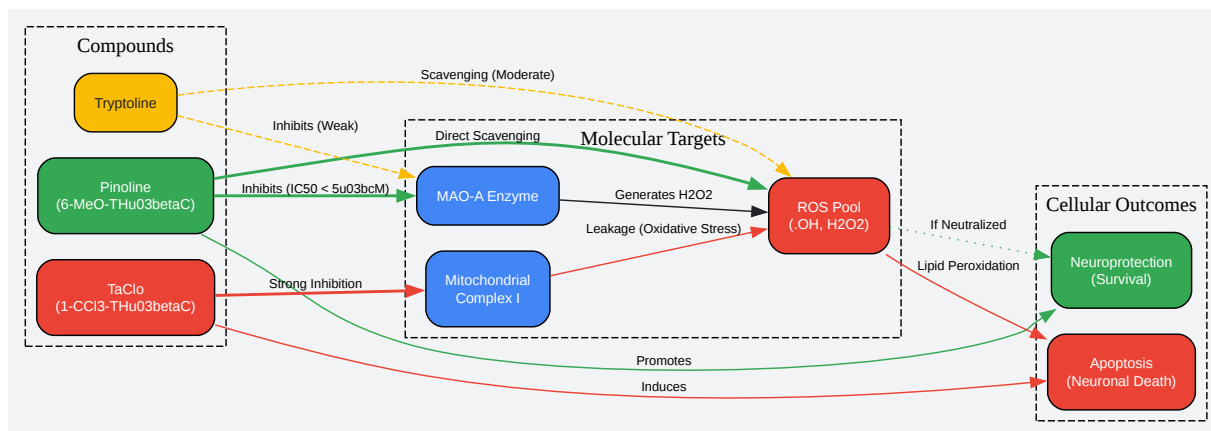 Compounds
Tryptoline
Pinoline
(6-MeO-THu03betaC)
TaClo
(1-CCl3-THu03betaC)
Scavenging (Moderate)
Inhibits (Weak)
Direct Scavenging
Inhibits (IC50 < 5u03bcM)
Strong Inhibition
Molecular Targets
MAO-A Enzyme
Mitochondrial
Complex I
Generates H2O2
Leakage (Oxidative Stress)
ROS Pool
(.OH, H2O2)
If Neutralized
Lipid Peroxidation
Promotes
Induces
Cellular Outcomes
Neuroprotection
(Survival)
Apoptosis
(Neuronal Death)